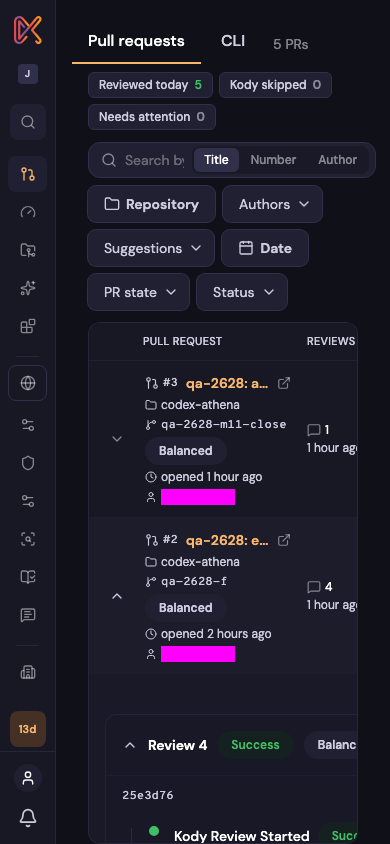 Pull requests CLI 5 PRs
J
Reviewed today 5 Kody skipped 0
Needs attention 0
Search by Title Number Author
Repository Authors
Suggestions Date
PR state Status
PULL REQUEST REVIEWS
#3 qa-2628: a...
codex-athena
qa-2628-m11-close
1
Balanced
1 hour ag
opened 1 hour ago
#2 qa-2628: e...
codex-athena
qa-2628-f
4
Balanced
1 hour ag
opened 2 hours ago
13d
Review 4 Success Balanc
25e3d76
Kody Review Started Succ